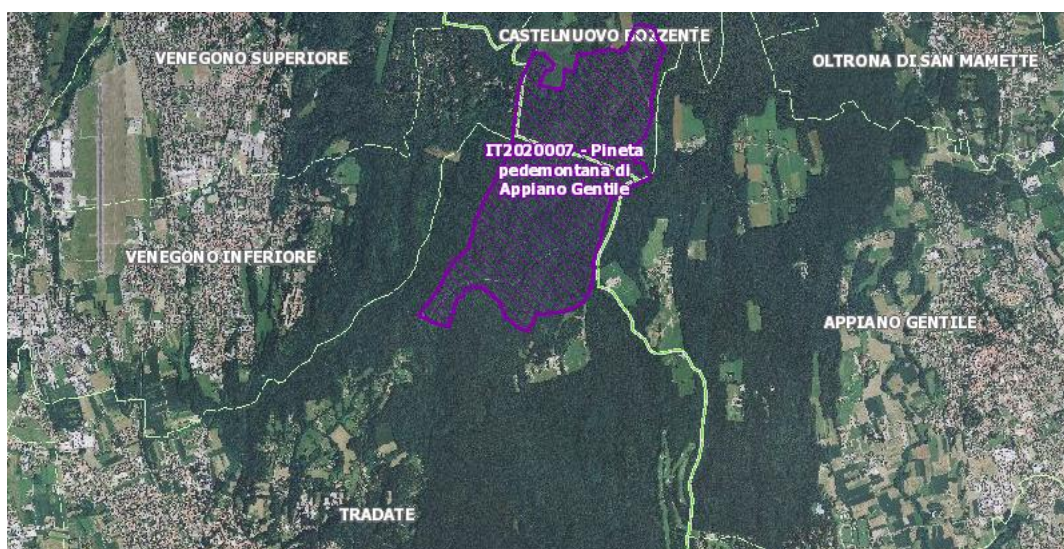 CASTELNUOVO BOZZENTE
VENEGONO SUPERIORE
OLTRONA DI SAN MAMETTE
IT2020007 - Pineta
pedemontana di
Appiano Gentile
VENEGONO INFERIORE
APPIANO GENTILE
TRADATE